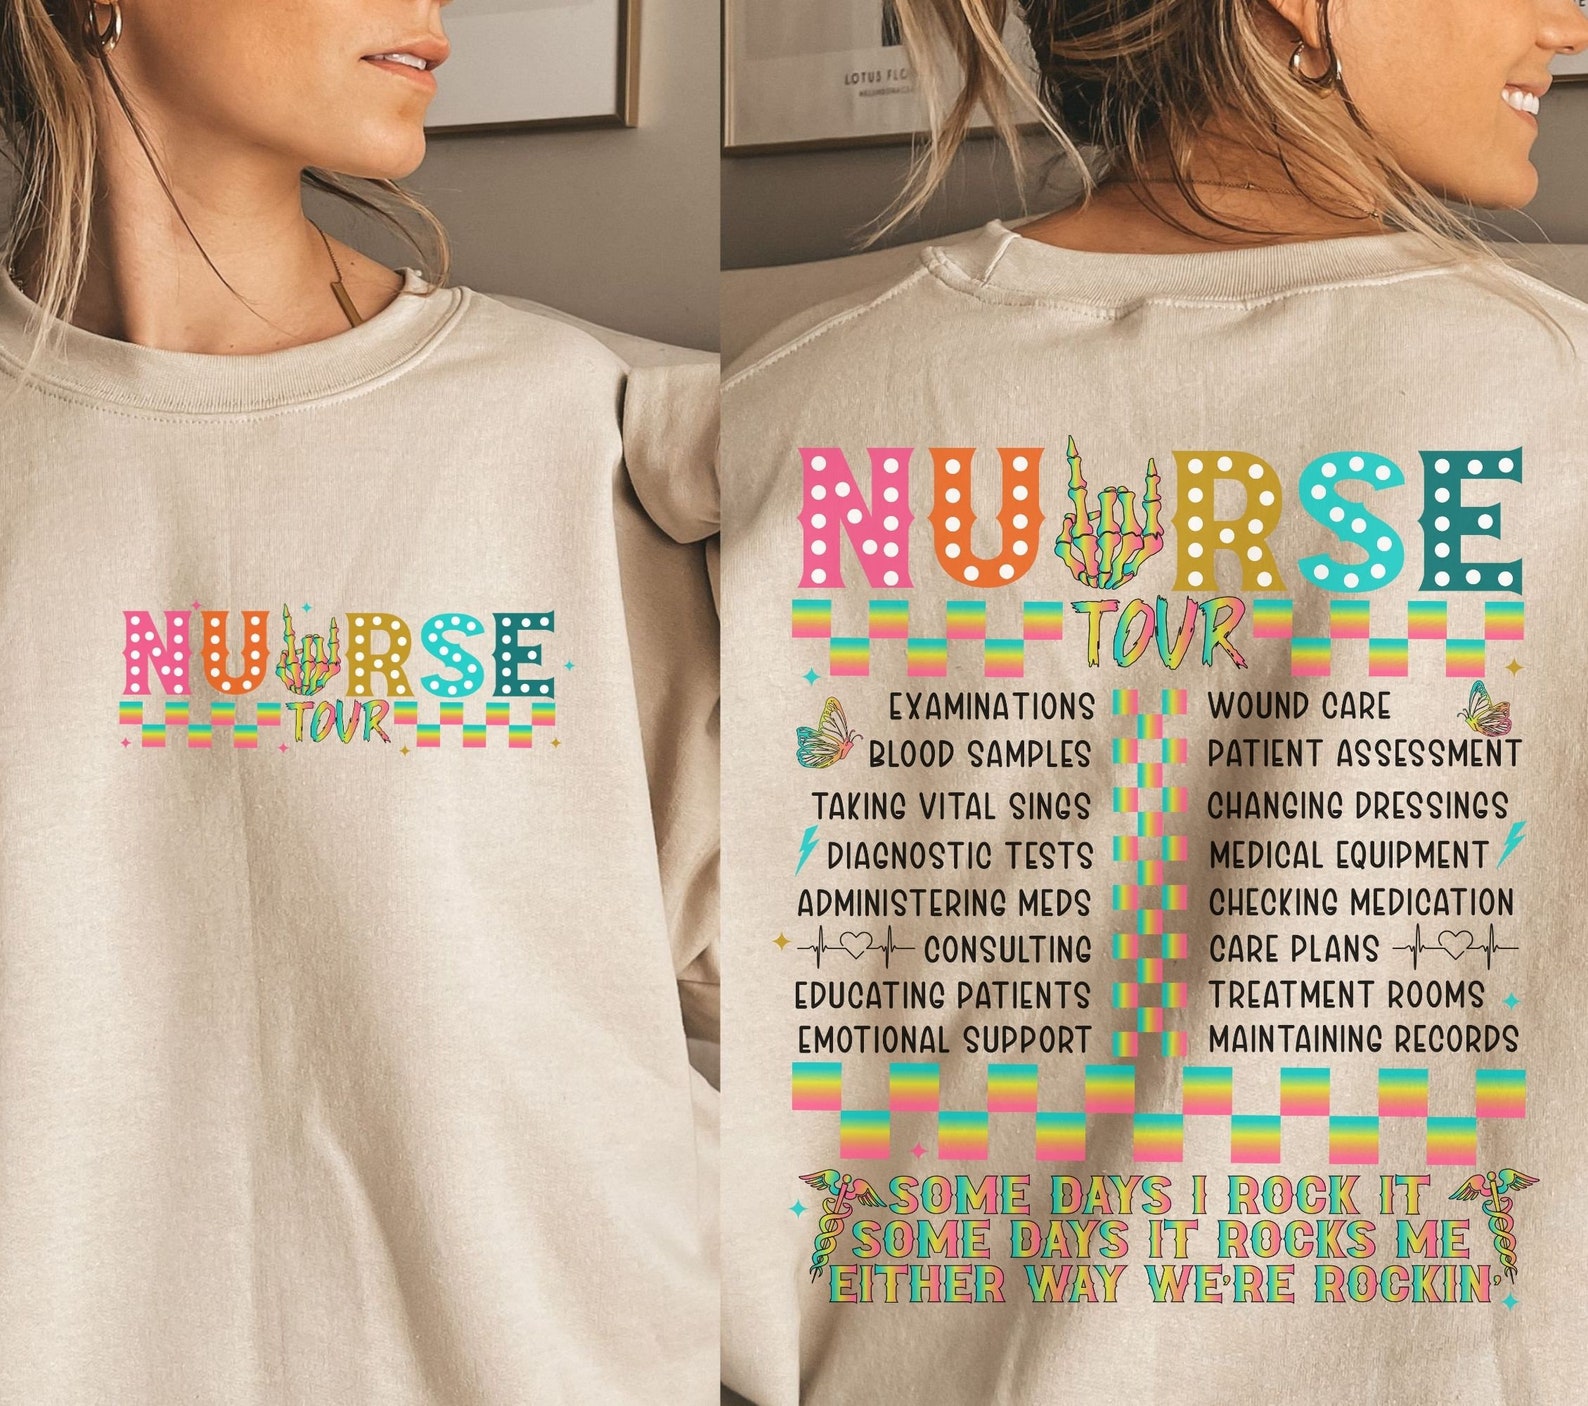 NURSE
TOUR
LOTUS FLO
NURSE
TOUR
EXAMINATIONS
BLOOD SAMPLES
TAKING VITAL SINGS
DIAGNOSTIC TESTS
ADMINISTERING MEDS
CONSULTING
EDUCATING PATIENTS
EMOTIONAL SUPPORT
WOUND CARE
PATIENT ASSESSMENT
CHANGING DRESSINGS
MEDICAL EQUIPMENT
CHECKING MEDICATION
CARE PLANS
TREATMENT ROOMS
MAINTAINING RECORDS
SOME DAYS I ROCK IT
SOME DAYS IT ROCKS ME
EITHER WAY WE'RE ROCKIN'